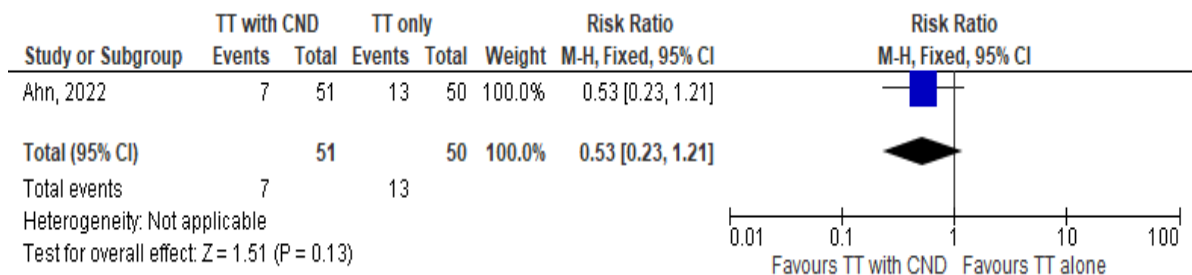 TT with CND TT only Risk Ratio Risk Ratio
Study or Subgroup Events Total Events Total Weight M-H, Fixed, 95% CI M-H, Fixed, 95% CI
Ahn, 2022 7 51 13 50 100.0% 0.53 [0.23, 1.21]
Total (95% CI) 51 50 100.0% 0.53 [0.23, 1.21]
Total events 7 13
Heterogeneity: Not applicable
Test for overall effect: Z = 1.51 (P = 0.13)
0.01 0.1 1 10 100
Favours TT with CND Favours TT alone